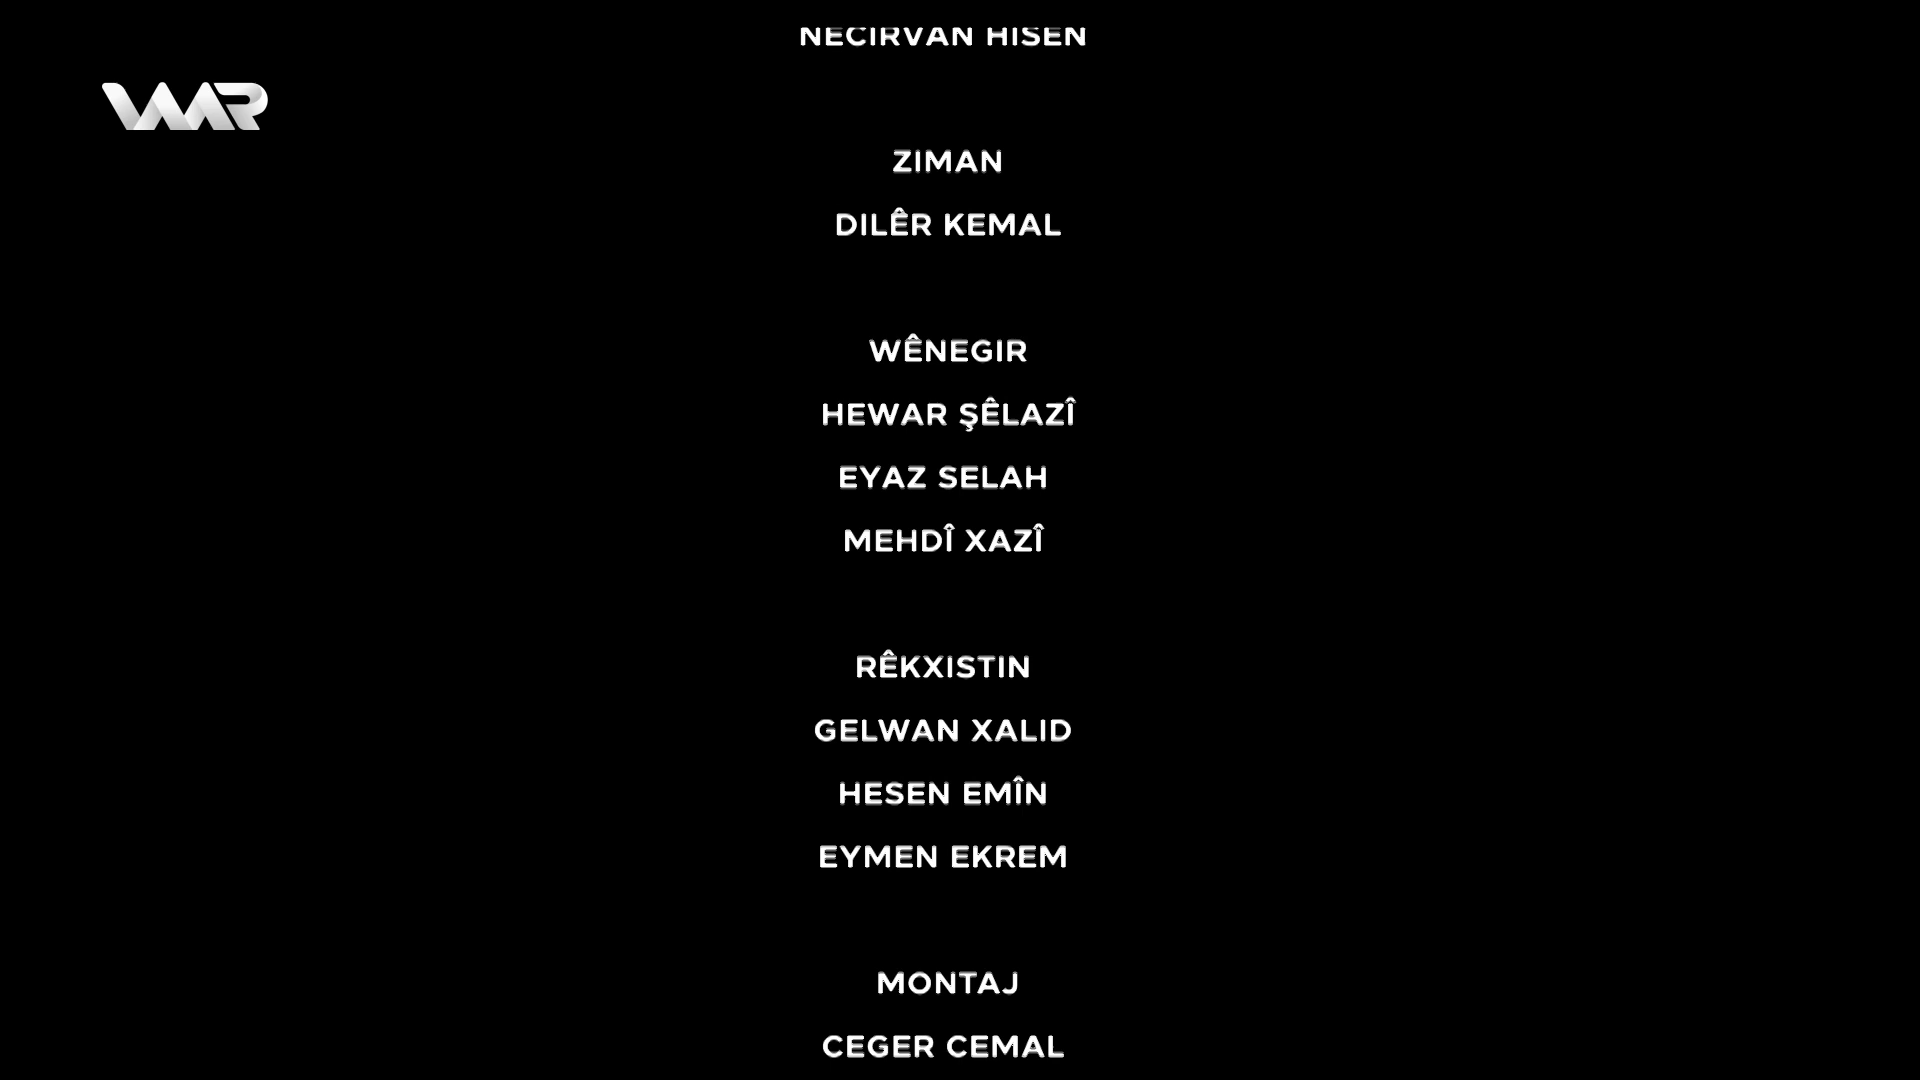 NECIRVAN HISEN
WAAR
ZIMAN
DILÊR KEMAL
WÊNEGIR
HEWAR ŞÊLAZÎ
EYAZ SELAH
MEHDÎ XAZÎ
RÊKXISTIN
GELWAN XALID
HESEN EMÎN
EYMEN EKREM
MONTAJ
CEGER CEMAL